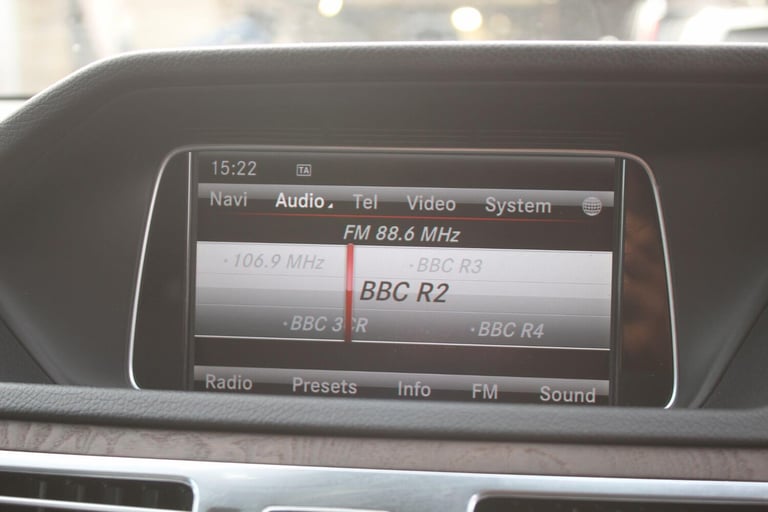 15:22 TA
Navi Audio Tel Video System
FM 88.6 MHz
·106.9 MHz ·BBC R3
BBC R2
·BBC 3CR ·BBC R4
Radio Presets Info FM Sound